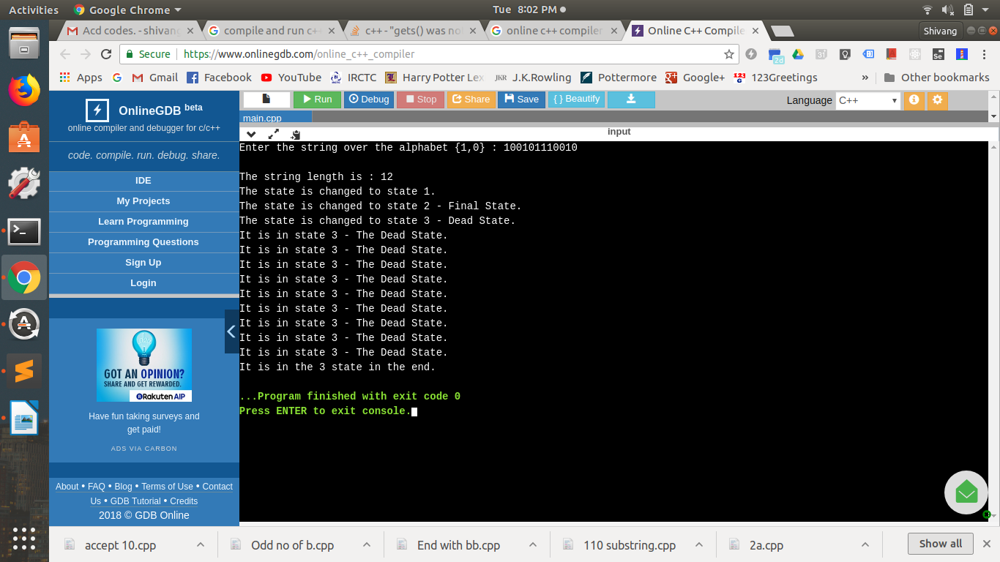 Activities Google Chrome Tue 8:02 PM
Acd codes. - shivang
compile and run c++
c++ - "gets() was no
online c++ compiler
Online C++ Compile
Shivang
Secure https://www.onlinegdb.com/online_c++_compiler
2d
31
Se
Apps Gmail Facebook YouTube IRCTC Harry Potter Lex JKR J.K.Rowling Pottermore Google+ 123Greetings » Other bookmarks
OnlineGDB beta
online compiler and debugger for c/c++
code. compile. run. debug. share.
IDE
My Projects
Learn Programming
Programming Questions
Sign Up
Login
GOT AN OPINION?
SHARE AND GET REWARDED.
Rakuten AIP
Have fun taking surveys and
get paid!
ADS VIA CARBON
About • FAQ • Blog • Terms of Use • Contact
Us • GDB Tutorial • Credits
2018 © GDB Online
Run Debug Stop Share Save { } Beautify Language C++
main.cpp
input
Enter the string over the alphabet {1,0} : 100101110010
The string length is : 12
The state is changed to state 1.
The state is changed to state 2 - Final State.
The state is changed to state 3 - Dead State.
It is in state 3 - The Dead State.
It is in state 3 - The Dead State.
It is in state 3 - The Dead State.
It is in state 3 - The Dead State.
It is in state 3 - The Dead State.
It is in state 3 - The Dead State.
It is in state 3 - The Dead State.
It is in state 3 - The Dead State.
It is in state 3 - The Dead State.
It is in the 3 state in the end.
...Program finished with exit code 0
Press ENTER to exit console.
accept 10.cpp Odd no of b.cpp End with bb.cpp 110 substring.cpp 2a.cpp Show all